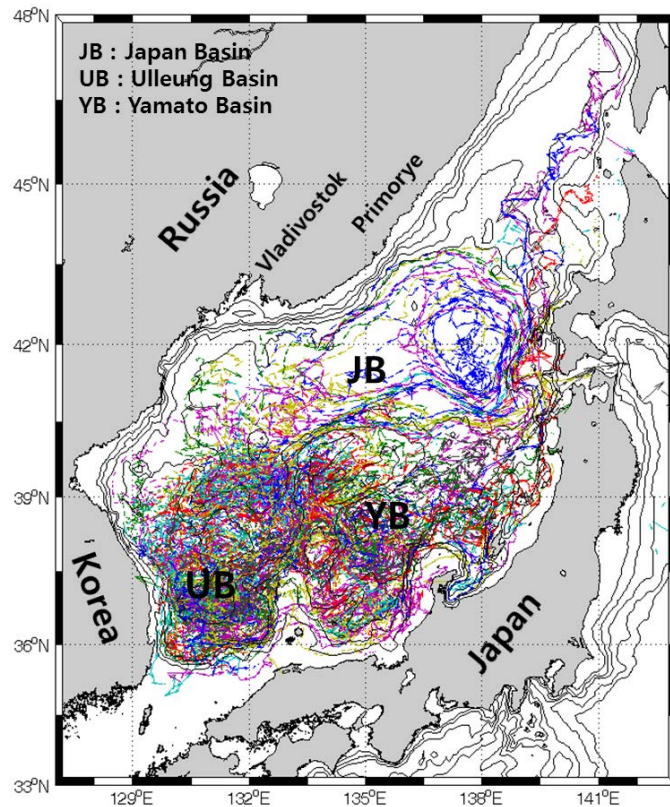 48°N
JB : Japan Basin
UB : Ulleung Basin
YB : Yamato Basin
45°N
Russia
Vladivostok
Primorye
42°N
JB
39°N
YB
UB
Korea
Japan
36°N
33°N
129°E 132°E 135°E 138°E 141°E